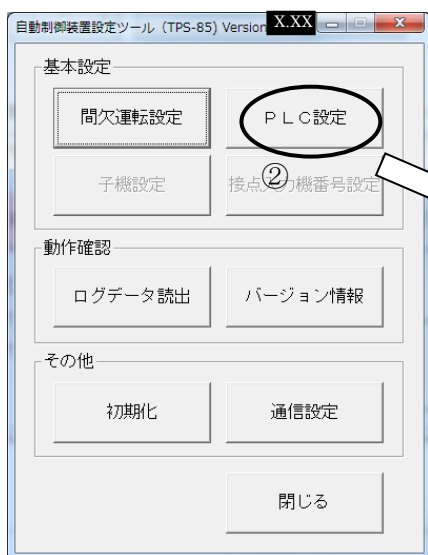 自動制御装置設定ツール (TPS-85) Version X.XX
基本設定
間欠運転設定
ＰＬＣ設定
子機設定
②
接点入力機番号設定
動作確認
ログデータ読出
バージョン情報
その他
初期化
通信設定
閉じる